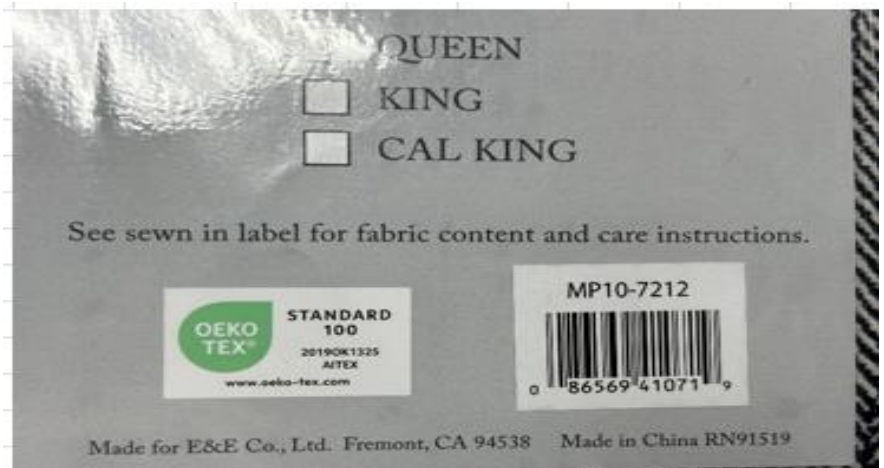 QUEEN
KING
CAL KING
See sewn in label for fabric content and care instructions.
OEKO
TEX®
STANDARD
100
2019OK1325
AITEX
www.oeko-tex.com
MP10-7212
0 86569 41071 9
Made for E&E Co., Ltd. Fremont, CA 94538 Made in China RN91519